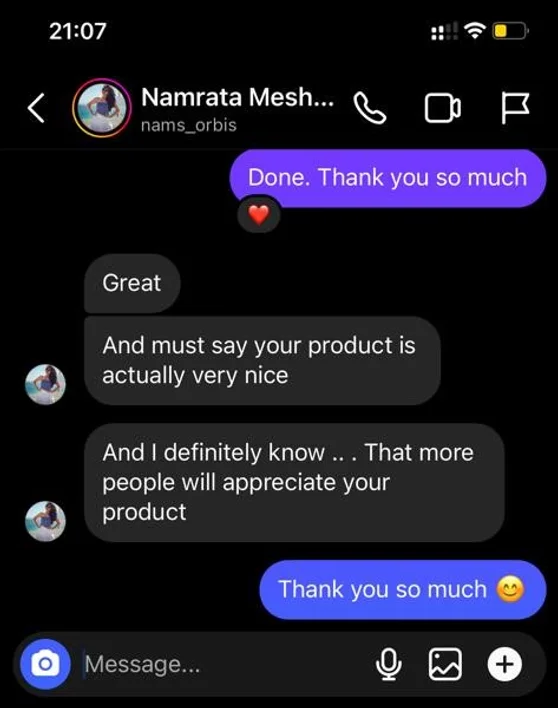 21:07
Namrata Mesh...
nams_orbis
Done. Thank you so much
❤️
Great
And must say your product is
actually very nice
And I definitely know .. . That more
people will appreciate your
product
Thank you so much 😊
Message...